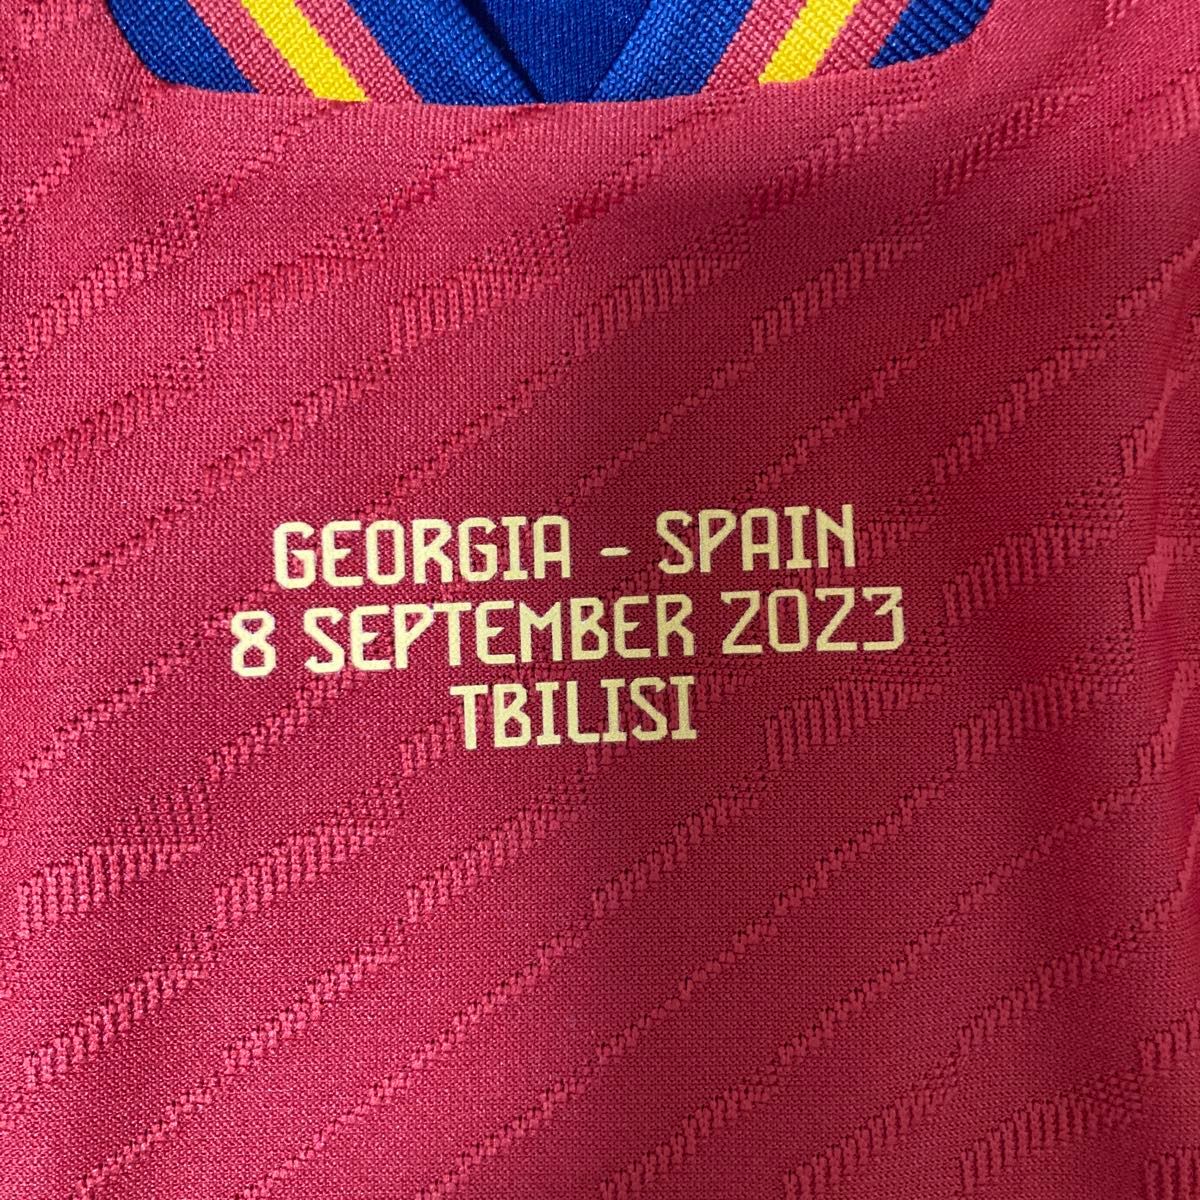 GEORGIA - SPAIN
8 SEPTEMBER 2023
TBILISI